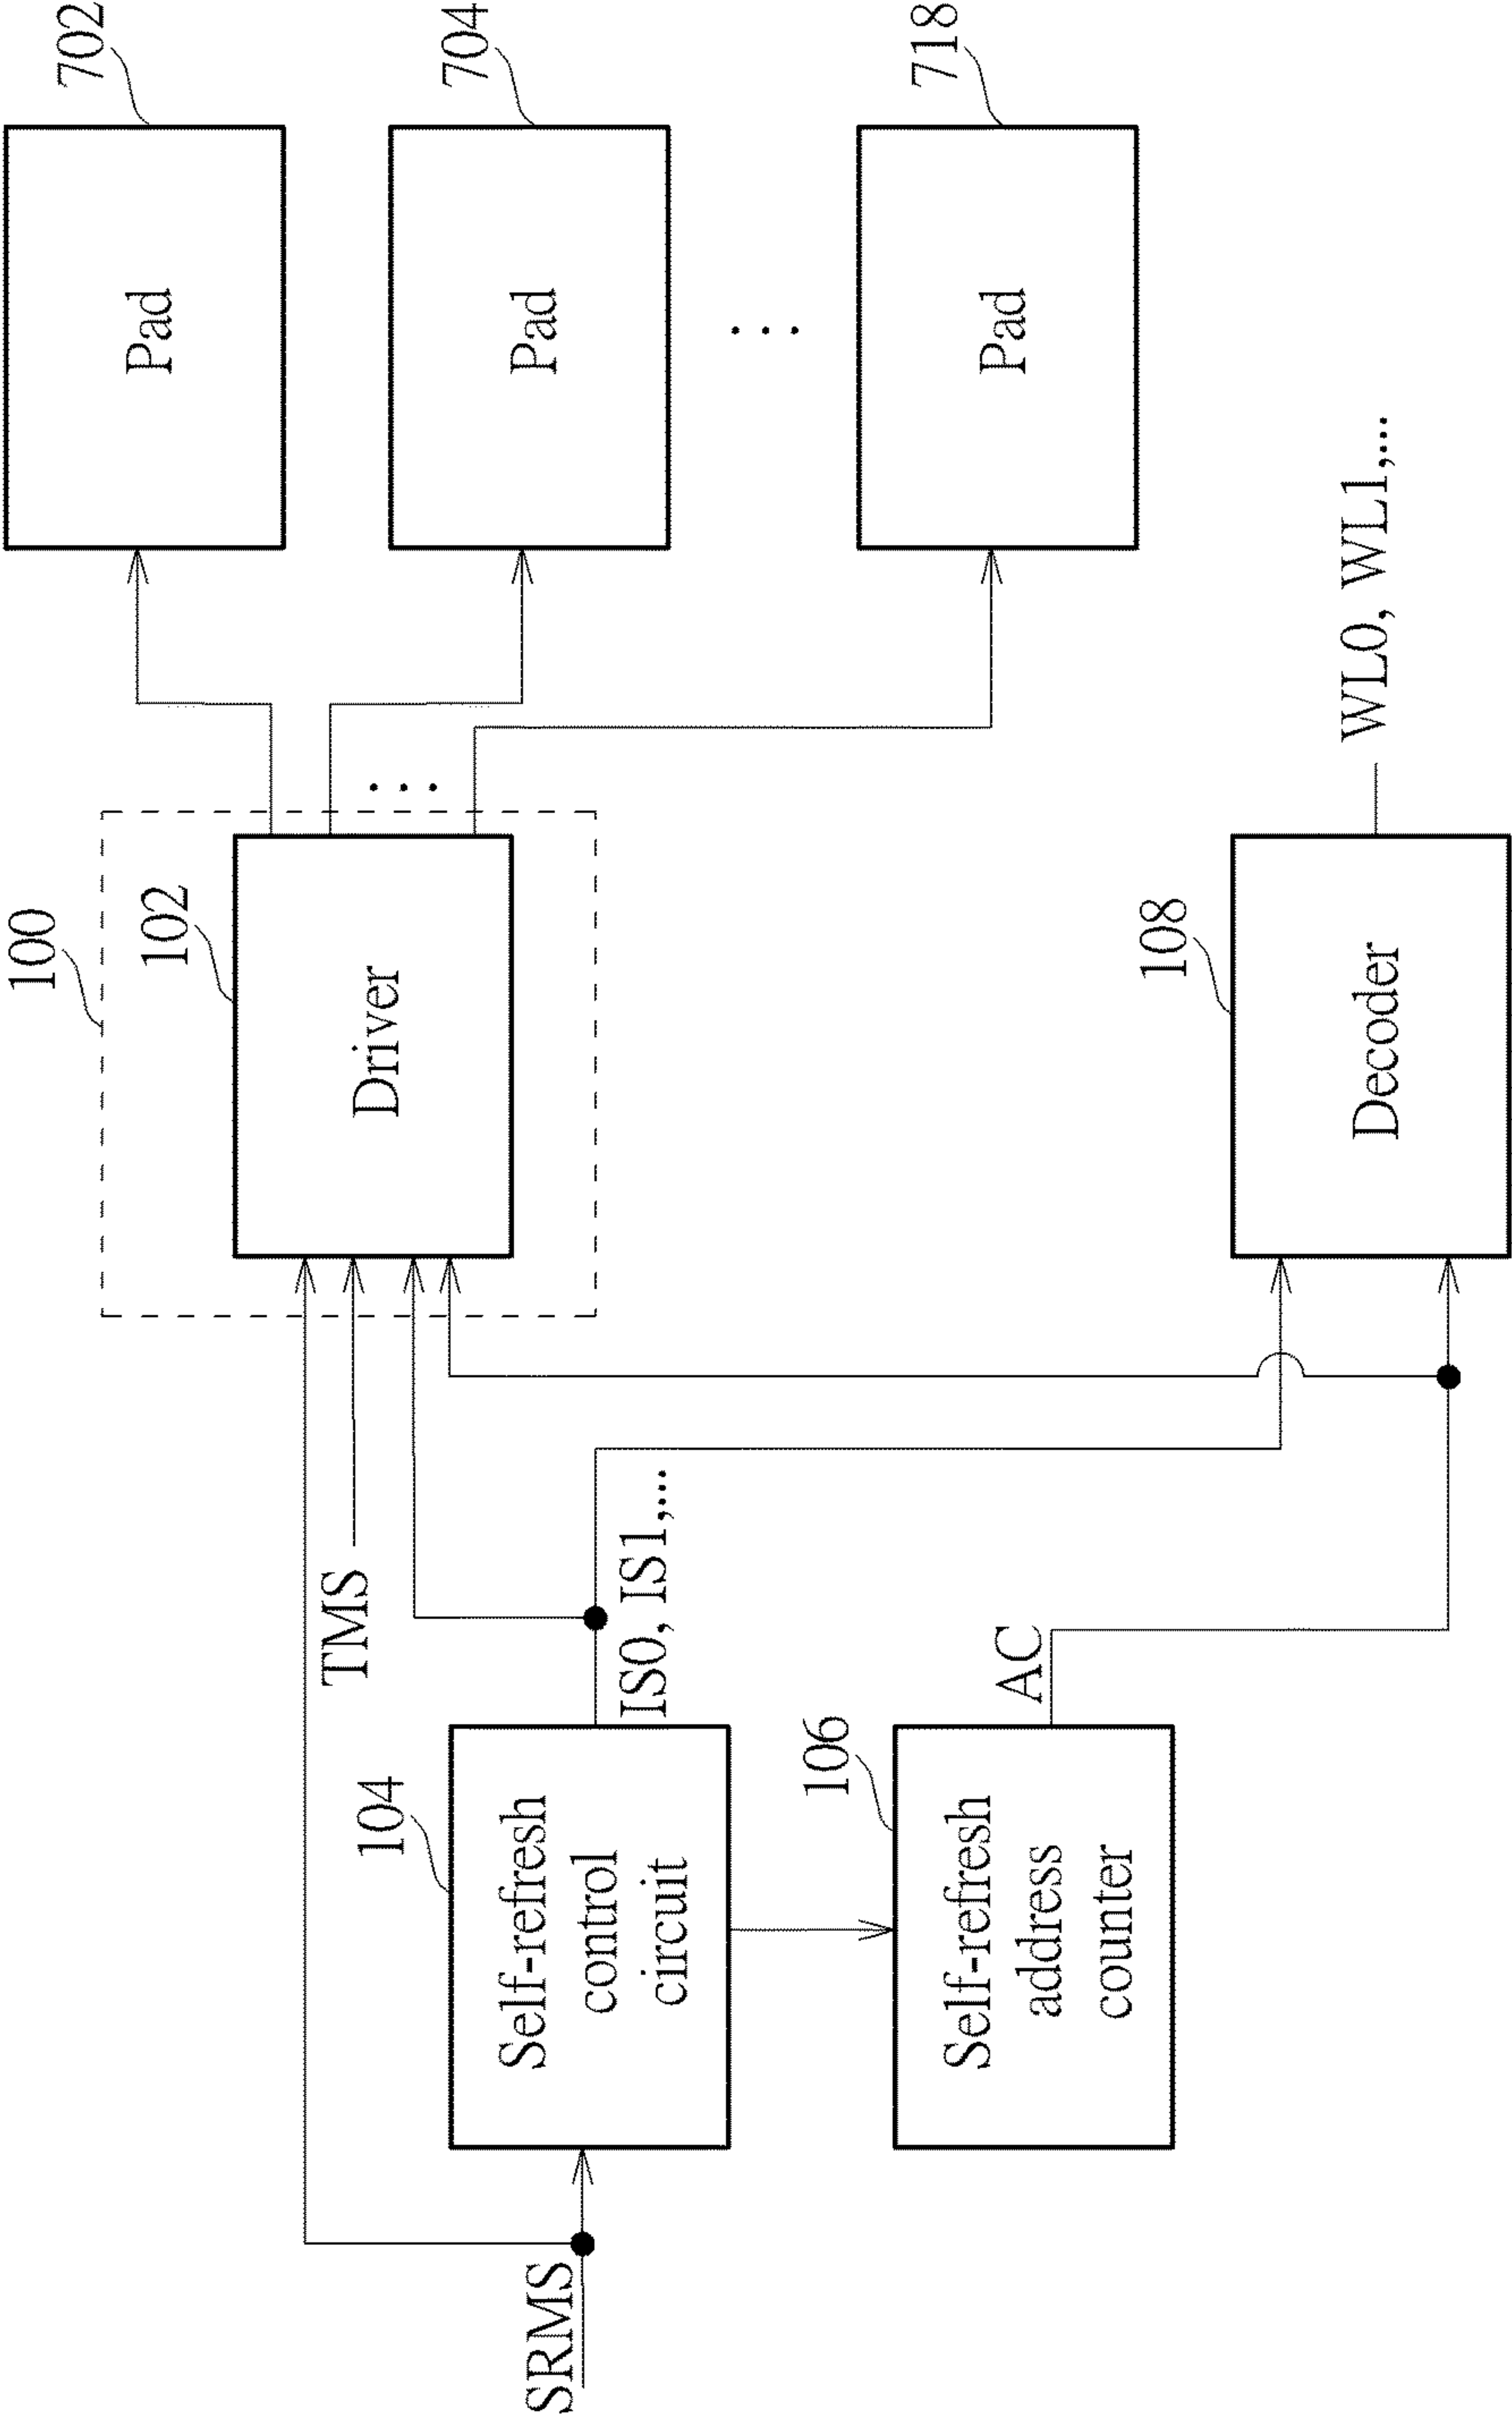 100
102
Driver
702
Pad
704
Pad
...
718
Pad
...
TMS
104
Self-refresh
control
circuit
IS0, IS1,...
SRMS
106
Self-refresh
address
counter
AC
108
Decoder
WL0, WL1,...